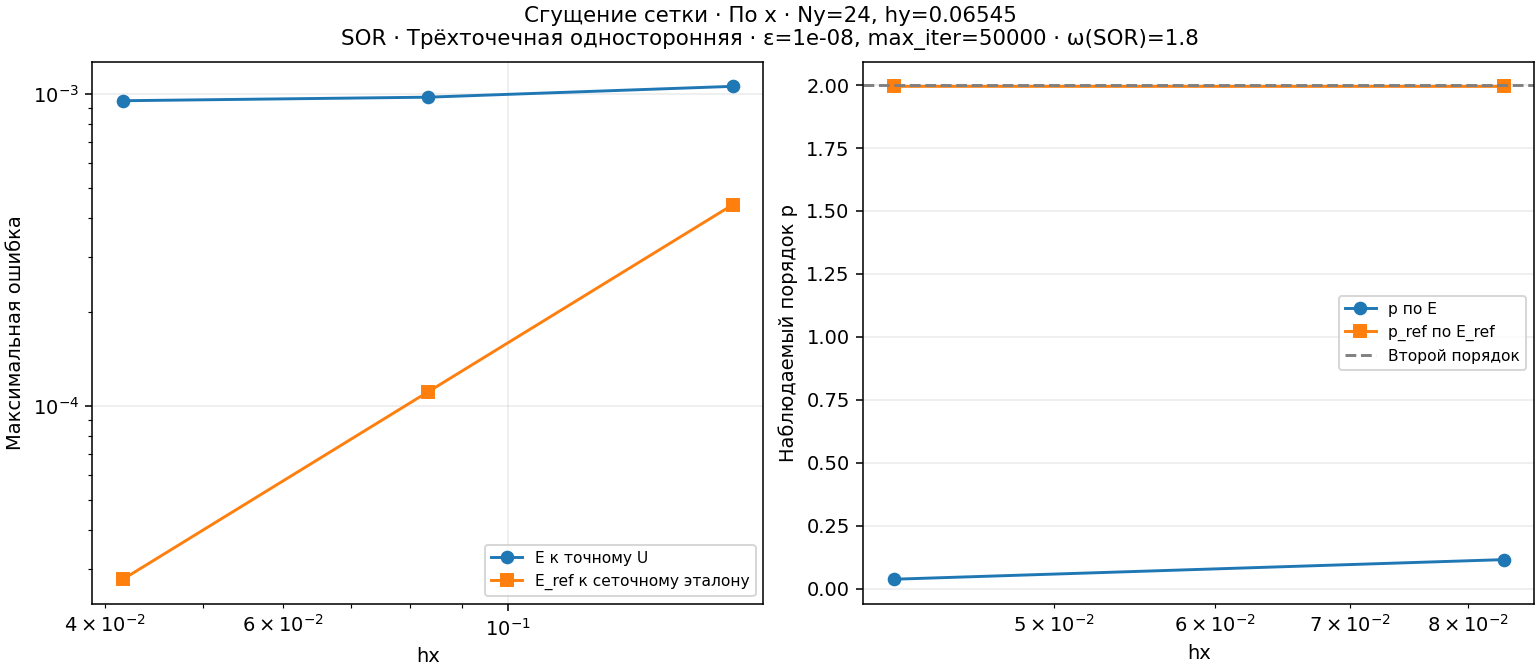 Сгущение сетки · По x · Ny=24, hy=0.06545
SOR · Трёхточечная односторонняя · ε=1e-08, max_iter=50000 · ω(SOR)=1.8
Максимальная ошибка
10⁻³
10⁻⁴
4 × 10⁻²
6 × 10⁻²
10⁻¹
hx
E к точному U
E_ref к сеточному эталону
Наблюдаемый порядок p
2.00
1.75
1.50
1.25
1.00
0.75
0.50
0.25
0.00
5 × 10⁻²
6 × 10⁻²
7 × 10⁻²
8 × 10⁻²
hx
p по E
p_ref по E_ref
Второй порядок